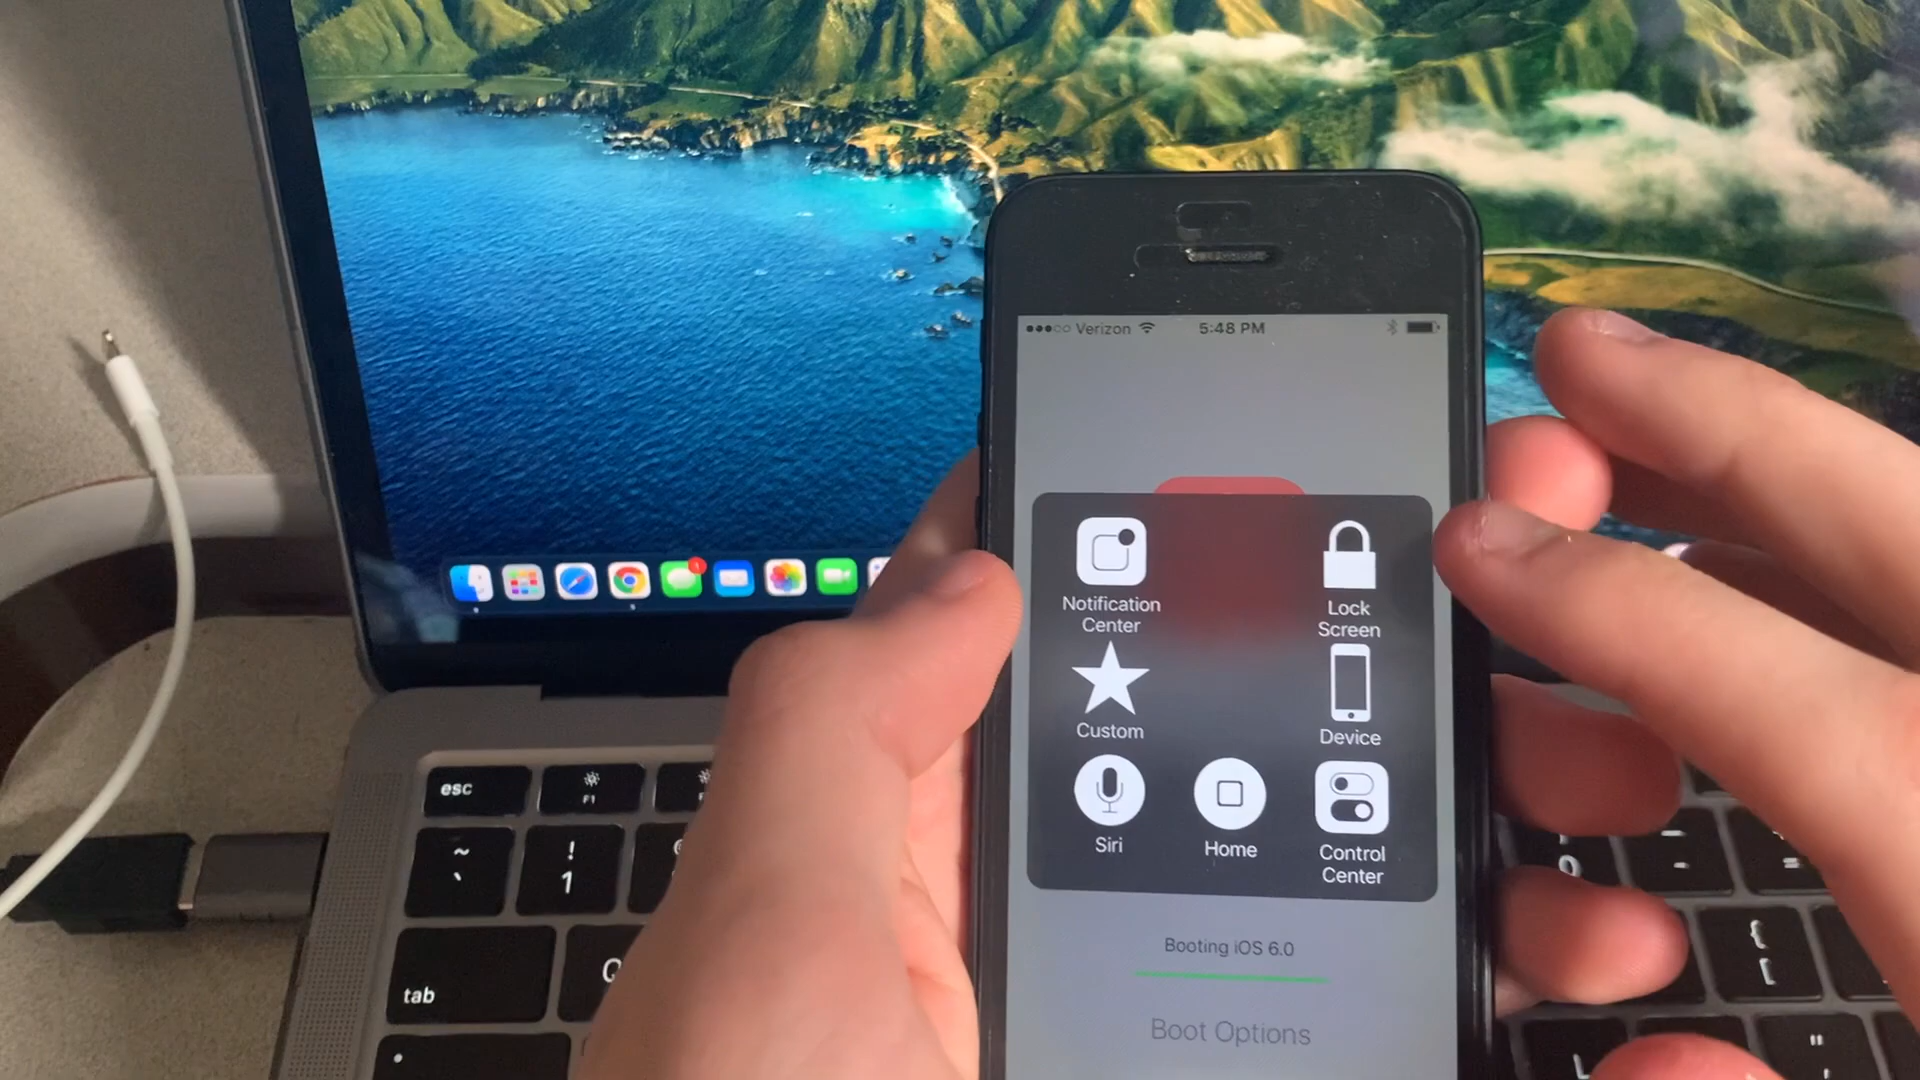 Verizon
5:48 PM
Notification
Center
Lock
Screen
Custom
Device
Siri
Home
Control
Center
Booting iOS 6.0
Boot Options
esc
F1
~
`
!
1
tab
Q
-
=
{
[
"
L